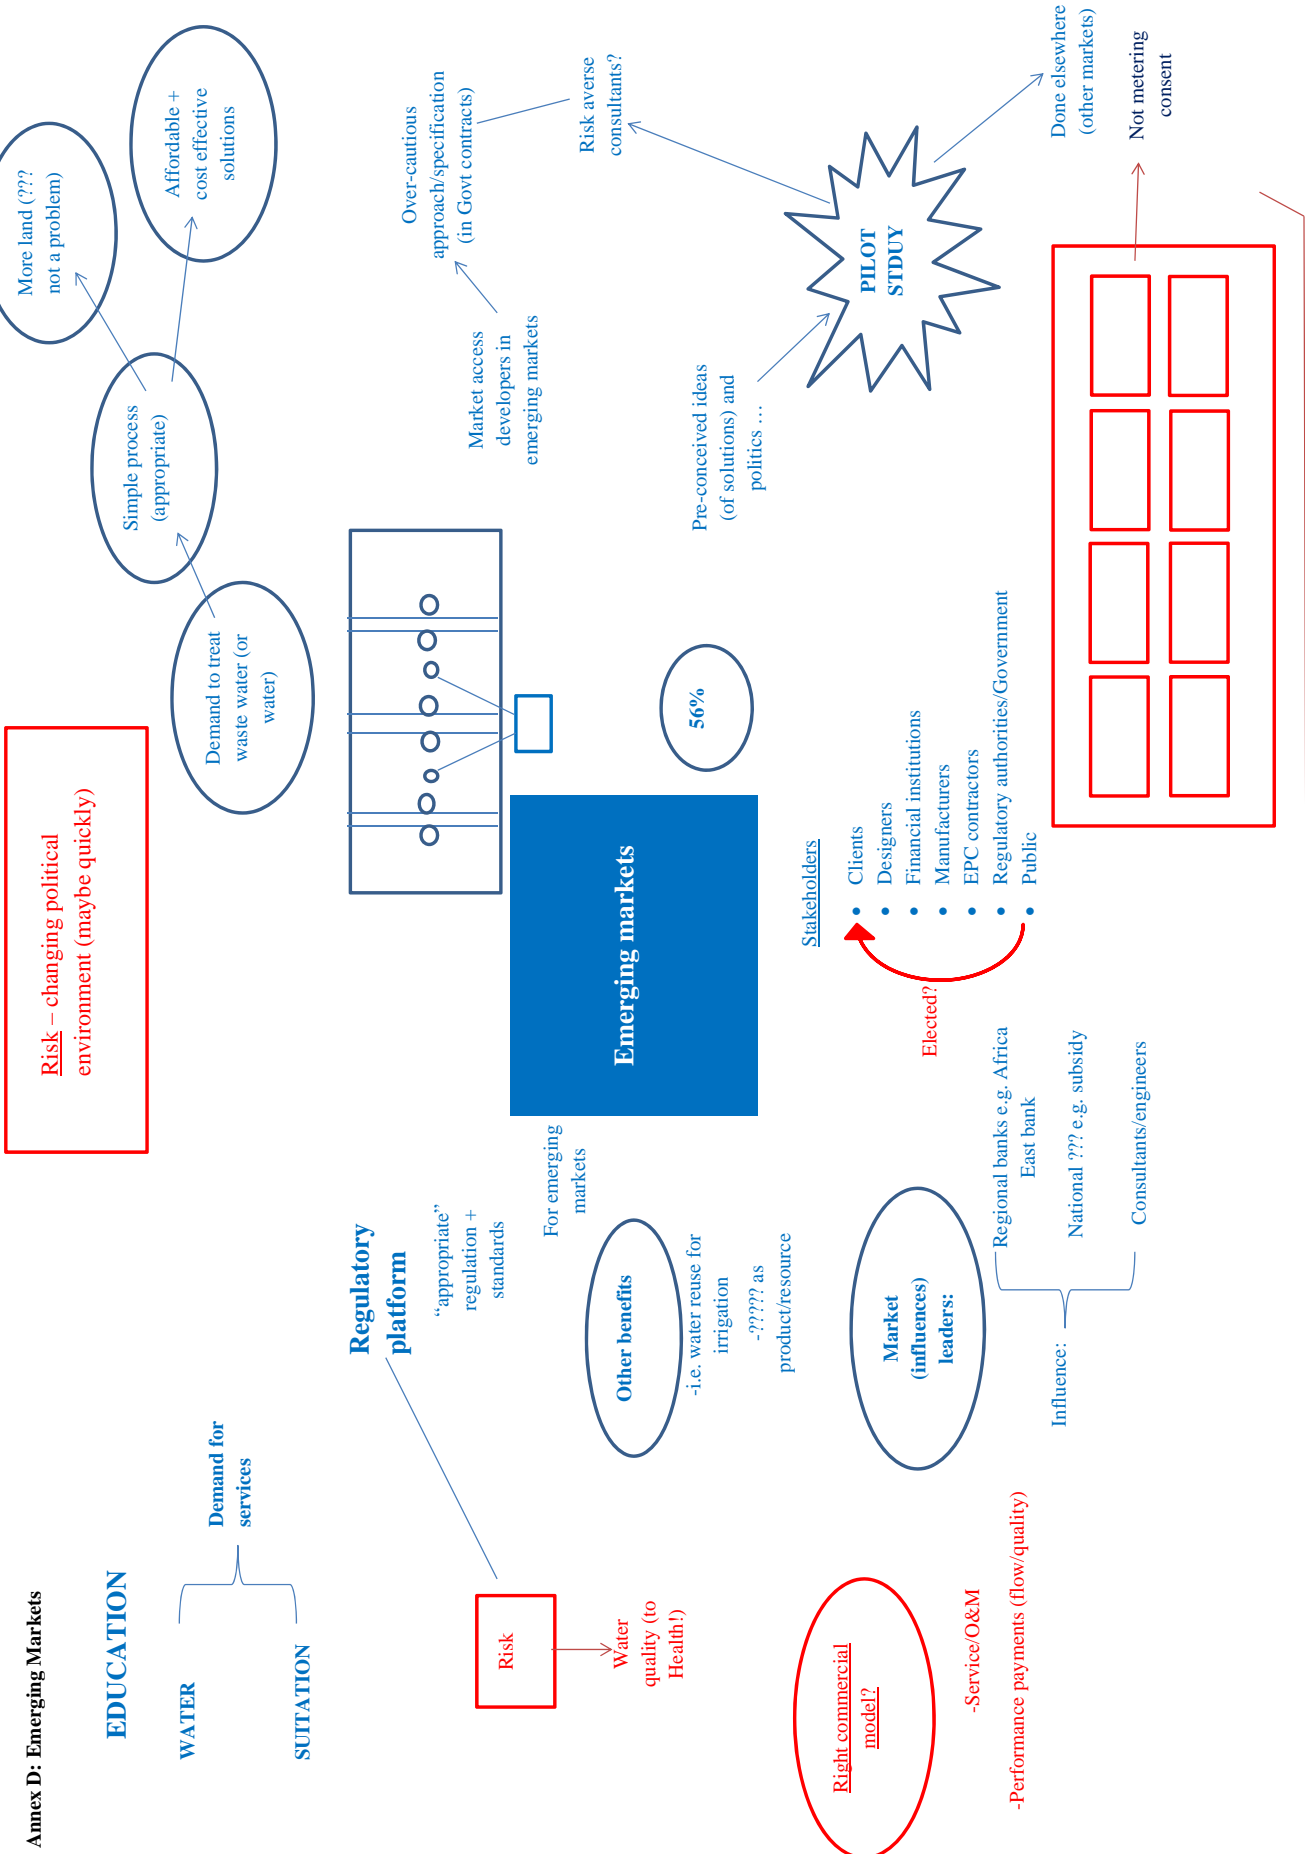 Annex D: Emerging Markets
EDUCATION
WATER
SUITATION
Demand for
services
Risk – changing political
environment (maybe quickly)
Demand to treat
waste water (or
water)
Simple process
(appropriate)
More land (???
not a problem)
Affordable +
cost effective
solutions
Regulatory
platform
“appropriate”
regulation +
standards
For emerging
markets
Risk
Water
quality (to
Health!)
Other benefits
-i.e. water reuse for
irrigation
-????? as
product/resource
Emerging markets
56%
Market access
developers in
emerging markets
Over-cautious
approach/specification
(in Govt contracts)
Risk averse
consultants?
Pre-conceived ideas
(of solutions) and
politics …
PILOT
STDUY
Done elsewhere
(other markets)
Not metering
consent
Right commercial
model?
-Service/O&M
-Performance payments (flow/quality)
Market
(influences)
leaders:
Influence:
Regional banks e.g. Africa
East bank
National ??? e.g. subsidy
Consultants/engineers
Stakeholders
• Clients
• Designers
• Financial institutions
• Manufacturers
• EPC contractors
• Regulatory authorities/Government
• Public
Elected?